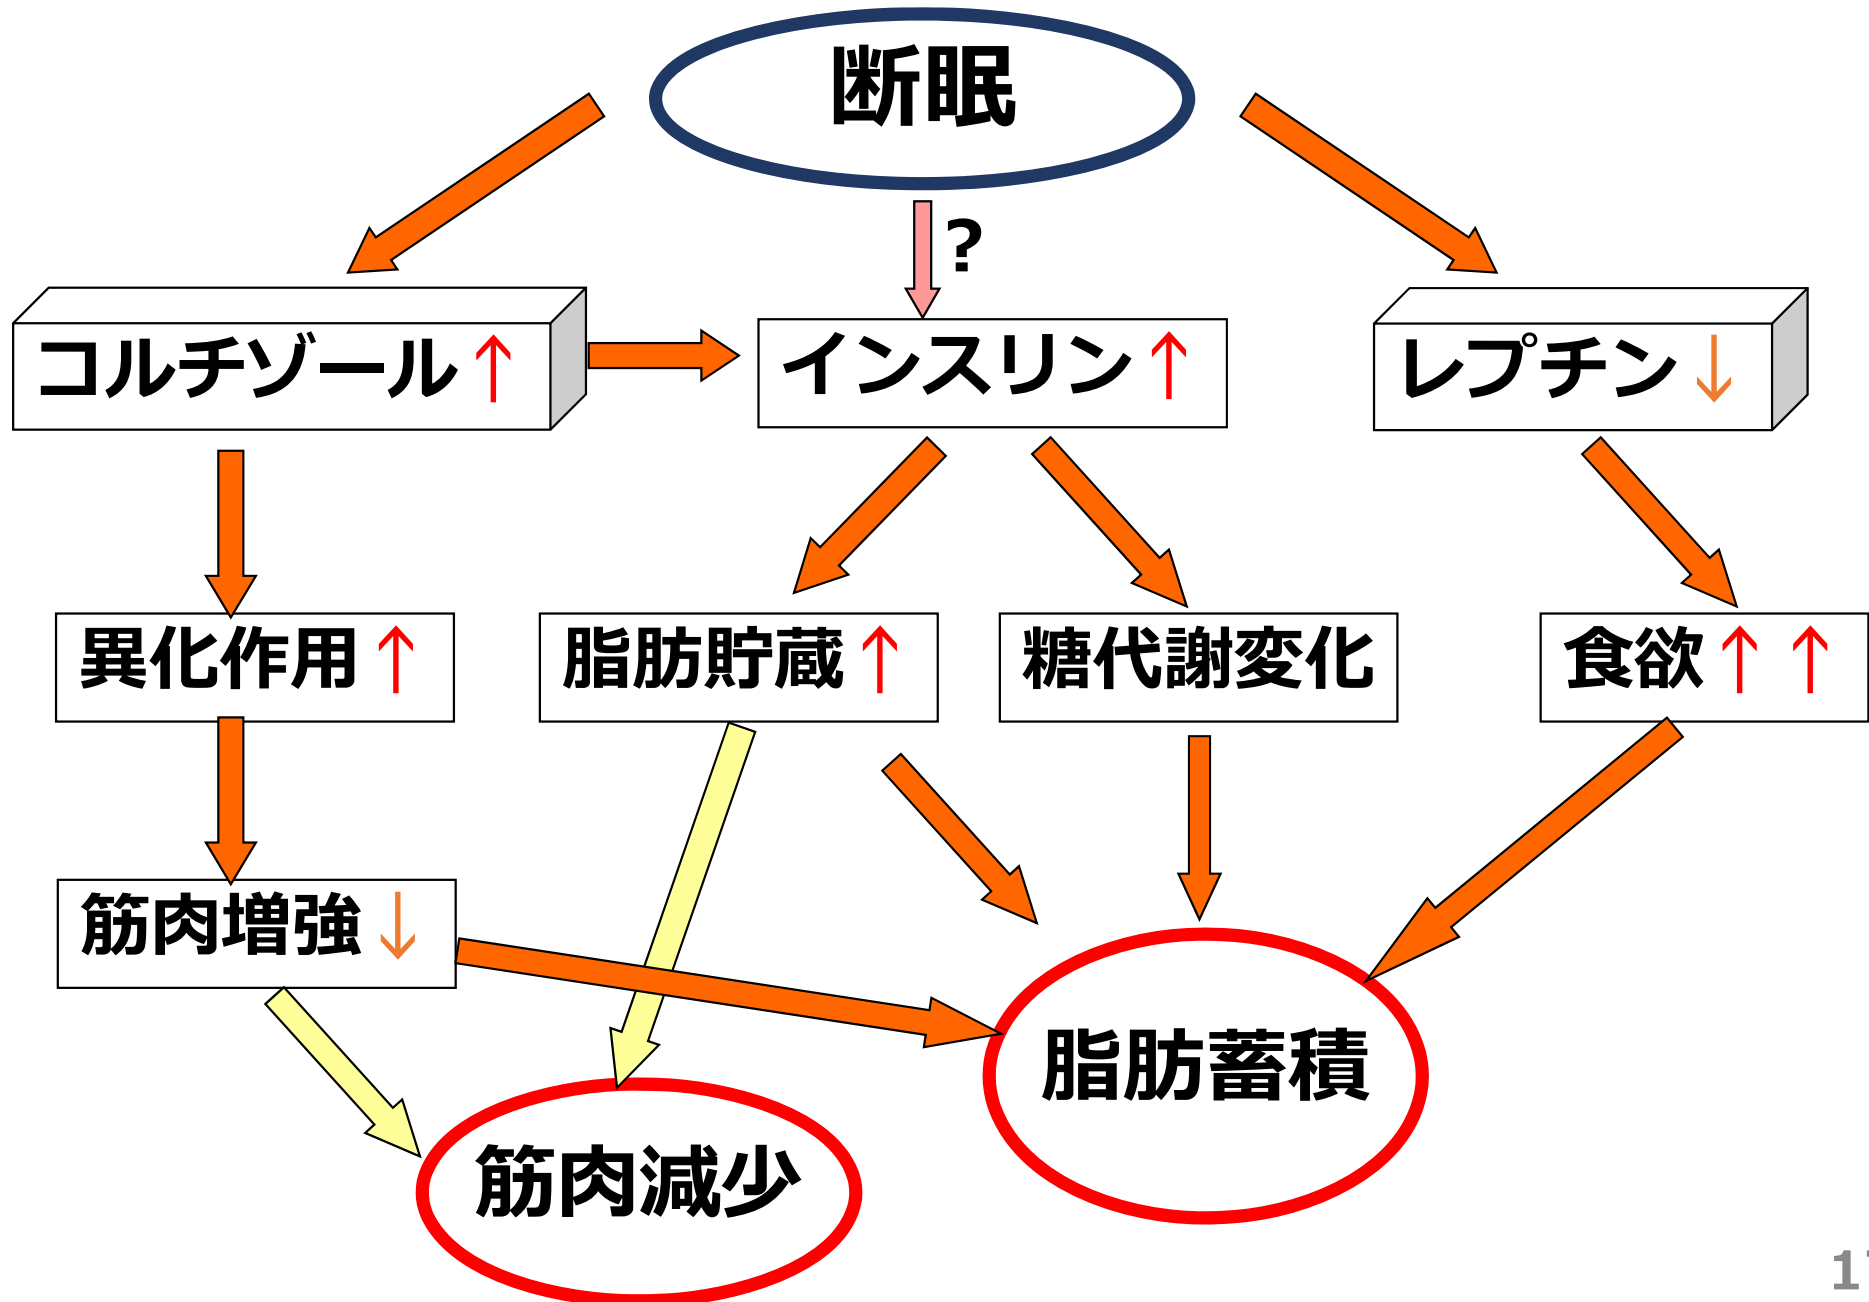 断眠
?
コルチゾール↑
インスリン↑
レプチン↓
異化作用↑
脂肪貯蔵↑
糖代謝変化
食欲↑↑
筋肉増強↓
脂肪蓄積
筋肉減少